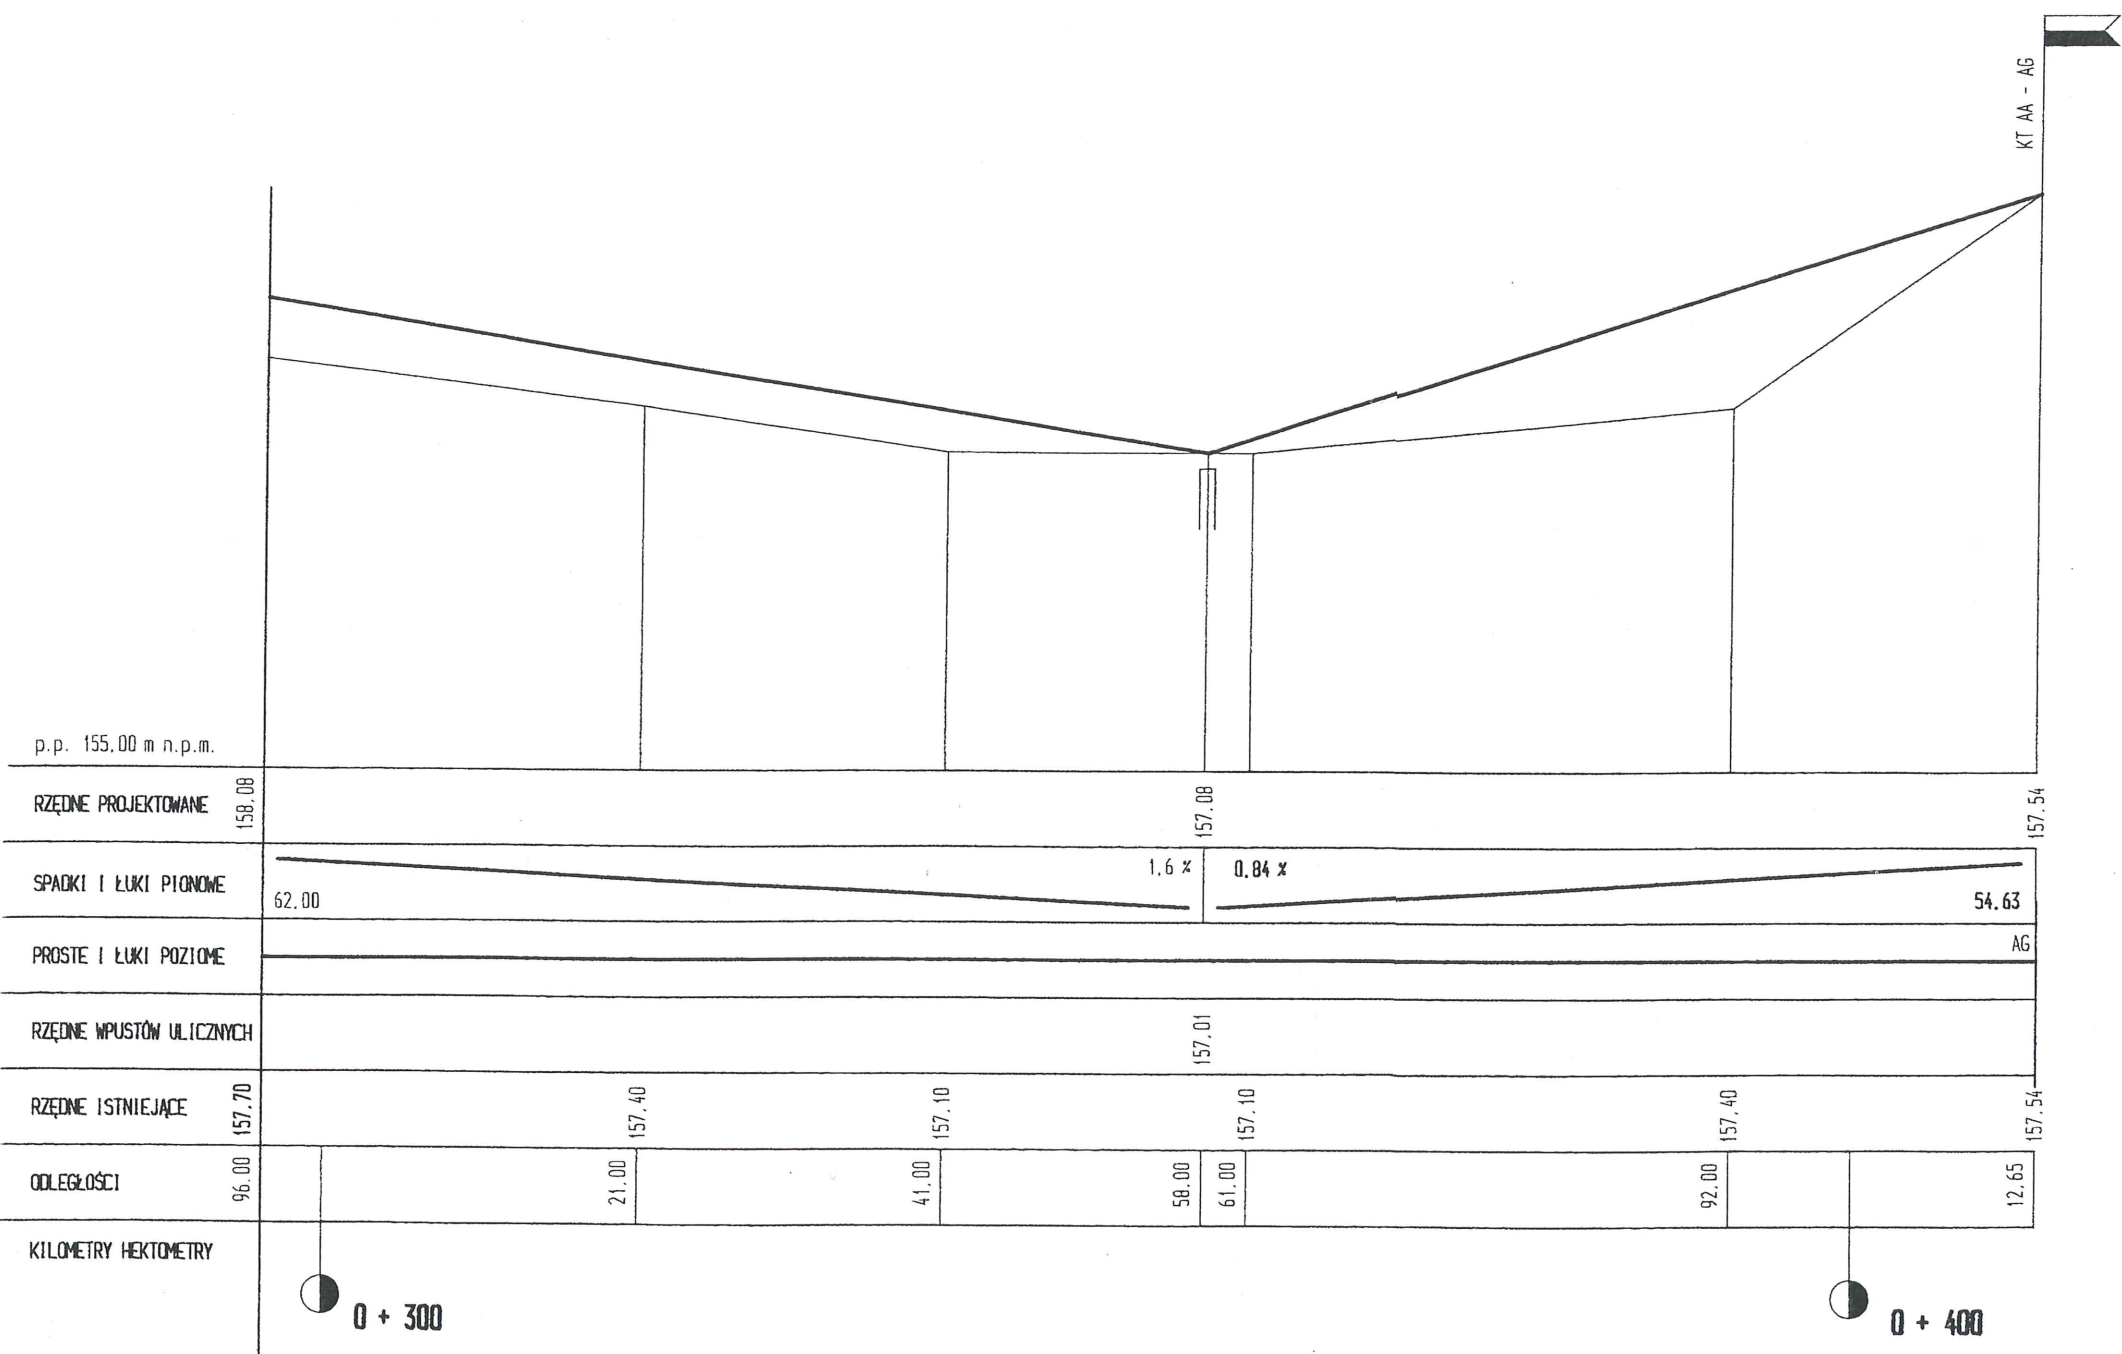 KT AA - AG
p.p. 155.00 m n.p.m.
RZĘDNE PROJEKTOWANE 158.08 157.08 157.54
SPADKI I ŁUKI PIONOWE 62.00 1.6 % 0.84 % 54.63
PROSTE I ŁUKI POZIOME AG
RZĘDNE WPUSTÓW ULICZNYCH 157.01
RZĘDNE ISTNIEJĄCE 157.70 157.40 157.10 157.10 157.40 157.54
ODLEGŁOŚCI 96.00 21.00 41.00 58.00 61.00 92.00 12.65
KILOMETRY HEKTOMETRY
0 + 300 0 + 400